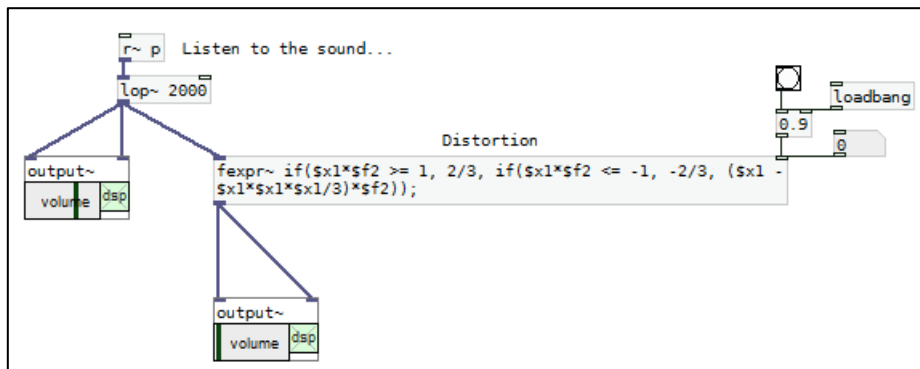 r~ p Listen to the sound...
lop~ 2000
loadbang
0.9
Distortion
0
output~
volume dsp
fexpr~ if($x1*$f2 >= 1, 2/3, if($x1*$f2 <= -1, -2/3, ($x1 -
$x1*$x1*$x1/3)*$f2));
output~
volume dsp